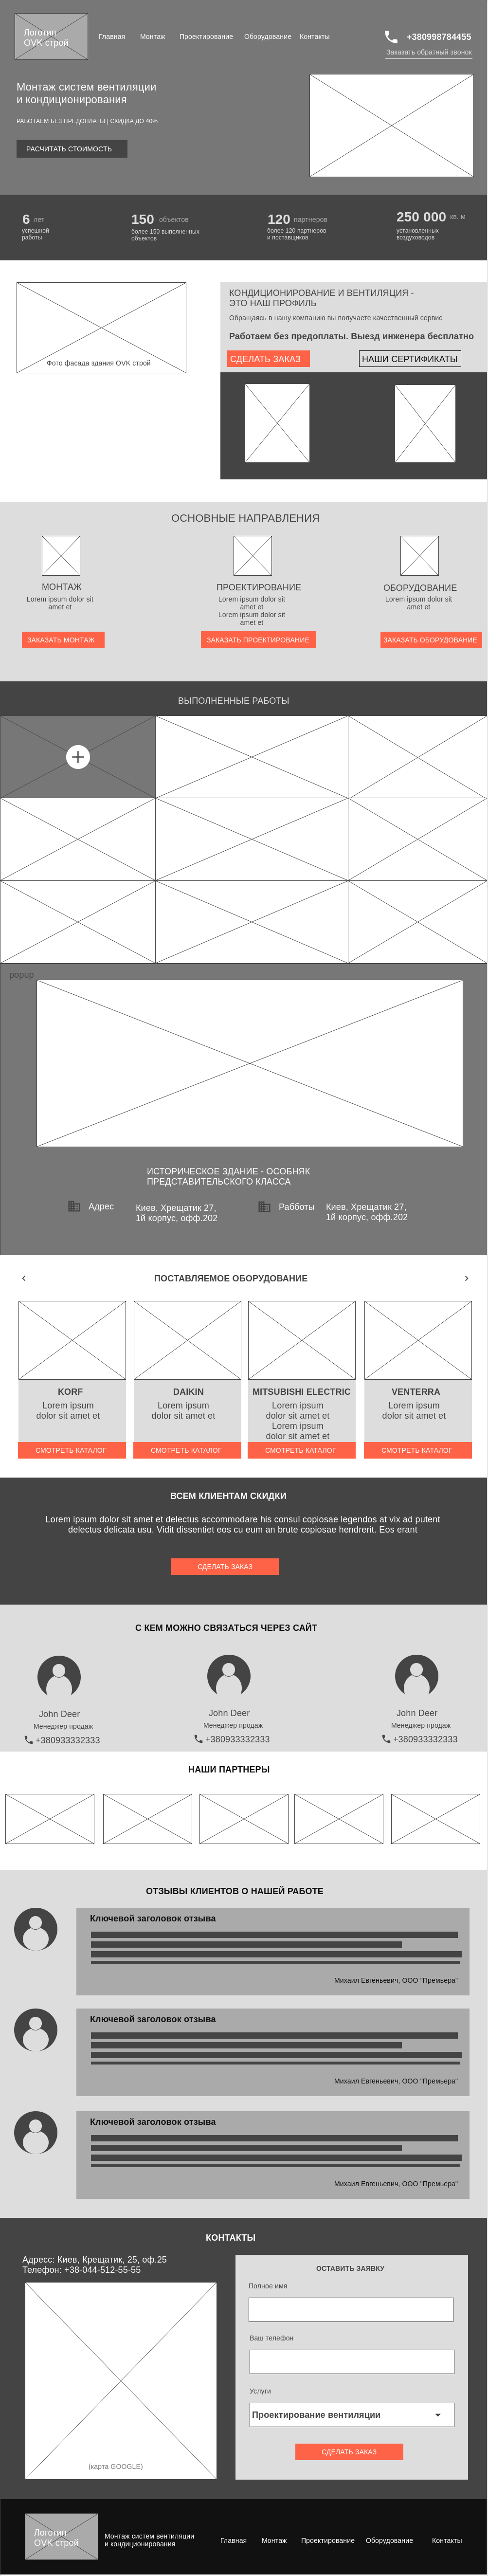 Логотип
OVK строй
Главная Монтаж Проектирование Оборудование Контакты
+380998784455
Заказать обратный звонок
Монтаж систем вентиляции
и кондиционирования
РАБОТАЕМ БЕЗ ПРЕДОПЛАТЫ | СКИДКА ДО 40%
РАСЧИТАТЬ СТОИМОСТЬ
6 лет
успешной
работы
150 объектов
более 150 выполненных
объектов
120 партнеров
более 120 партнеров
и поставщиков
250 000 кв. м
установленных
воздуховодов
Фото фасада здания OVK строй
КОНДИЦИОНИРОВАНИЕ И ВЕНТИЛЯЦИЯ -
ЭТО НАШ ПРОФИЛЬ
Обращаясь в нашу компанию вы получаете качественный сервис
Работаем без предоплаты. Выезд инженера бесплатно
СДЕЛАТЬ ЗАКАЗ
НАШИ СЕРТИФИКАТЫ
ОСНОВНЫЕ НАПРАВЛЕНИЯ
МОНТАЖ
Lorem ipsum dolor sit
amet et
ЗАКАЗАТЬ МОНТАЖ
ПРОЕКТИРОВАНИЕ
Lorem ipsum dolor sit
amet et
Lorem ipsum dolor sit
amet et
ЗАКАЗАТЬ ПРОЕКТИРОВАНИЕ
ОБОРУДОВАНИЕ
Lorem ipsum dolor sit
amet et
ЗАКАЗАТЬ ОБОРУДОВАНИЕ
ВЫПОЛНЕННЫЕ РАБОТЫ
popup
ИСТОРИЧЕСКОЕ ЗДАНИЕ - ОСОБНЯК
ПРЕДСТАВИТЕЛЬСКОГО КЛАССА
Адрес
Киев, Хрещатик 27,
1й корпус, офф.202
Рабботы
Киев, Хрещатик 27,
1й корпус, офф.202
ПОСТАВЛЯЕМОЕ ОБОРУДОВАНИЕ
KORF
Lorem ipsum
dolor sit amet et
СМОТРЕТЬ КАТАЛОГ
DAIKIN
Lorem ipsum
dolor sit amet et
СМОТРЕТЬ КАТАЛОГ
MITSUBISHI ELECTRIC
Lorem ipsum
dolor sit amet et
Lorem ipsum
dolor sit amet et
СМОТРЕТЬ КАТАЛОГ
VENTERRA
Lorem ipsum
dolor sit amet et
СМОТРЕТЬ КАТАЛОГ
ВСЕМ КЛИЕНТАМ СКИДКИ
Lorem ipsum dolor sit amet et delectus accommodare his consul copiosae legendos at vix ad putent
delectus delicata usu. Vidit dissentiet eos cu eum an brute copiosae hendrerit. Eos erant
СДЕЛАТЬ ЗАКАЗ
С КЕМ МОЖНО СВЯЗАТЬСЯ ЧЕРЕЗ САЙТ
John Deer
Менеджер продаж
+380933332333
John Deer
Менеджер продаж
+380933332333
John Deer
Менеджер продаж
+380933332333
НАШИ ПАРТНЕРЫ
ОТЗЫВЫ КЛИЕНТОВ О НАШЕЙ РАБОТЕ
Ключевой заголовок отзыва
Михаил Евгеньевич, ООО "Премьера"
Ключевой заголовок отзыва
Михаил Евгеньевич, ООО "Премьера"
Ключевой заголовок отзыва
Михаил Евгеньевич, ООО "Премьера"
КОНТАКТЫ
Адресс: Киев, Крещатик, 25, оф.25
Телефон: +38-044-512-55-55
(карта GOOGLE)
ОСТАВИТЬ ЗАЯВКУ
Полное имя
Ваш телефон
Услуги
Проектирование вентиляции
СДЕЛАТЬ ЗАКАЗ
Логотип
OVK строй
Монтаж систем вентиляции
и кондиционирования
Главная Монтаж Проектирование Оборудование Контакты